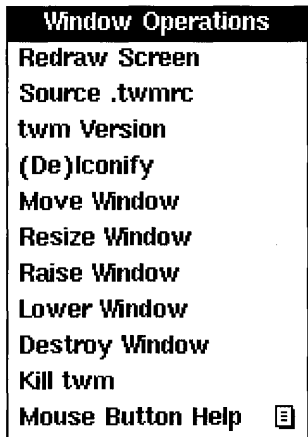 Window Operations
Redraw Screen
Source .twmrc
twm Version
(De)Iconify
Move Window
Resize Window
Raise Window
Lower Window
Destroy Window
Kill twm
Mouse Button Help